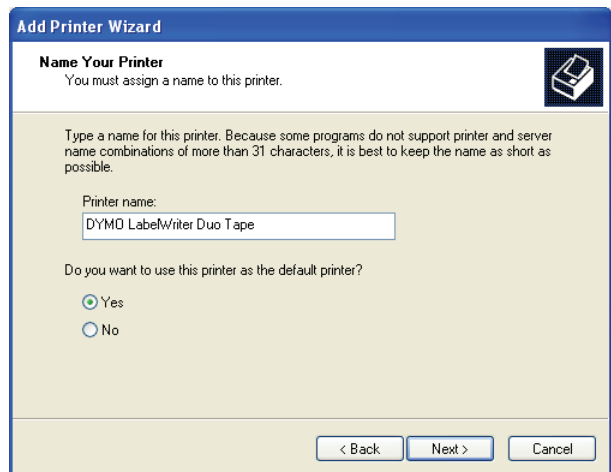 Add Printer Wizard
Name Your Printer
You must assign a name to this printer.
Type a name for this printer. Because some programs do not support printer and server
name combinations of more than 31 characters, it is best to keep the name as short as
possible.
Printer name:
DYMO LabelWriter Duo Tape
Do you want to use this printer as the default printer?
Yes
No
< Back
Next >
Cancel